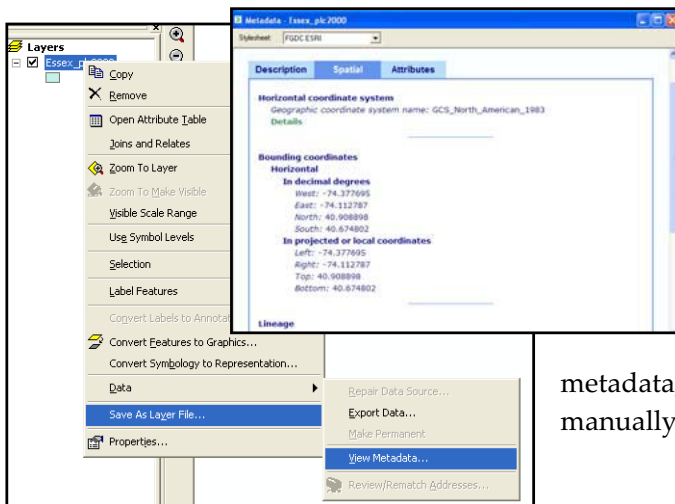 Layers
Essex_pl
Copy
Remove
Open Attribute Table
Joins and Relates
Zoom To Layer
Zoom To Make Visible
Visible Scale Range
Use Symbol Levels
Selection
Label Features
Convert Labels to Annotat
Convert Features to Graphics...
Convert Symbology to Representation...
Data
Save As Layer File...
Properties...
Repair Data Source...
Export Data...
Make Permanent
View Metadata...
Review/Rematch Addresses...
Metadata - Essex_plc2000
Stylesheet: FGDC ESRI
Description Spatial Attributes
Horizontal coordinate system
Geographic coordinate system name: GCS_North_American_1983
Details
Bounding coordinates
Horizontal
In decimal degrees
West: -74.377695
East: -74.112787
North: 40.908898
South: 40.674802
In projected or local coordinates
Left: -74.377695
Right: -74.112787
Top: 40.908898
Bottom: 40.674802
Lineage
metadata
manually